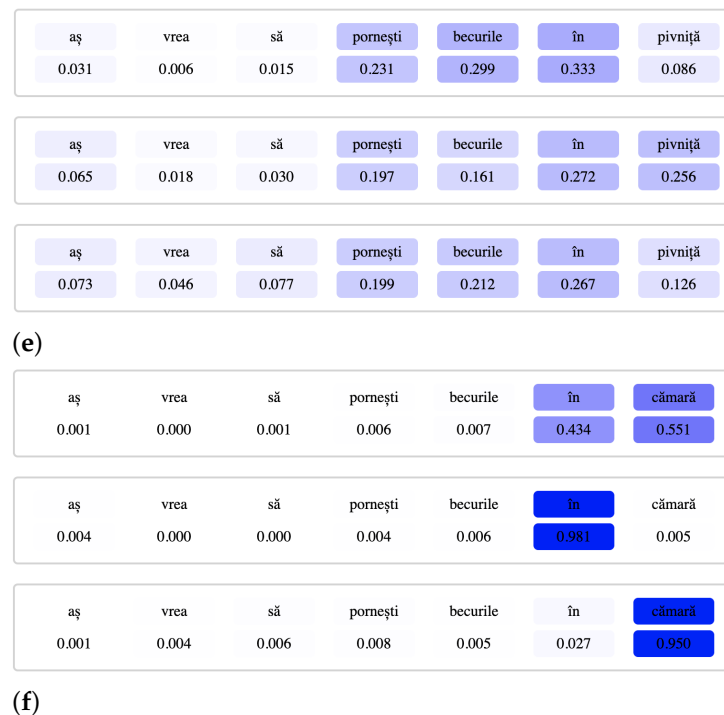 aș vrea să pornești becurile în pivniță
0.031 0.006 0.015 0.231 0.299 0.333 0.086
aș vrea să pornești becurile în pivniță
0.065 0.018 0.030 0.197 0.161 0.272 0.256
aș vrea să pornești becurile în pivniță
0.073 0.046 0.077 0.199 0.212 0.267 0.126
(e)
aș vrea să pornești becurile în cămară
0.001 0.000 0.001 0.006 0.007 0.434 0.551
aș vrea să pornești becurile în cămară
0.004 0.000 0.000 0.004 0.006 0.981 0.005
aș vrea să pornești becurile în cămară
0.001 0.004 0.006 0.008 0.005 0.027 0.950
(f)